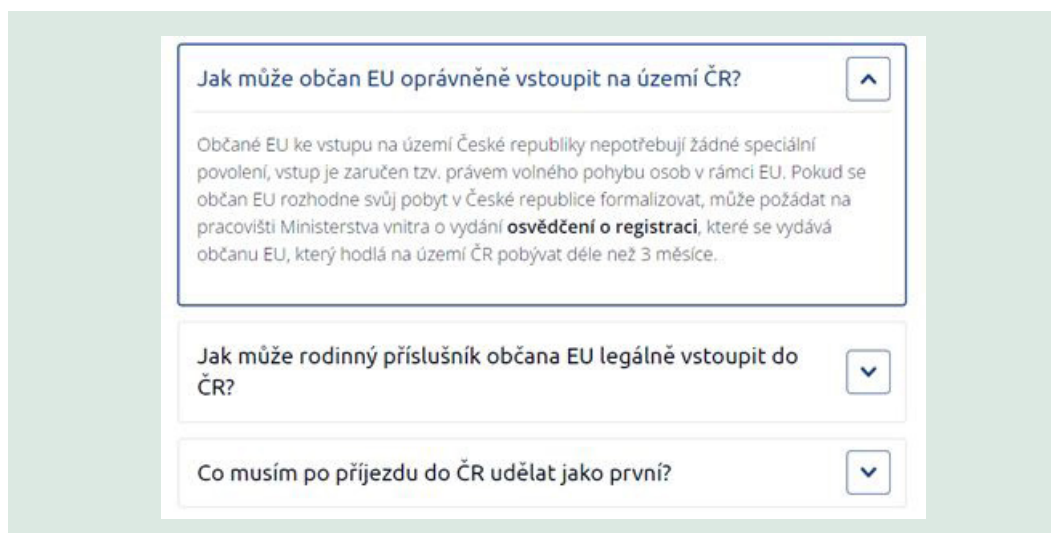 Jak může občan EU oprávněně vstoupit na území ČR?
Občané EU ke vstupu na území České republiky nepotřebují žádné speciální
povolení, vstup je zaručen tzv. právem volného pohybu osob v rámci EU. Pokud se
občan EU rozhodne svůj pobyt v České republice formalizovat, může požádat na
pracovišti Ministerstva vnitra o vydání osvědčení o registraci, které se vydává
občanu EU, který hodlá na území ČR pobývat déle než 3 měsíce.
Jak může rodinný příslušník občana EU legálně vstoupit do
ČR?
Co musím po příjezdu do ČR udělat jako první?